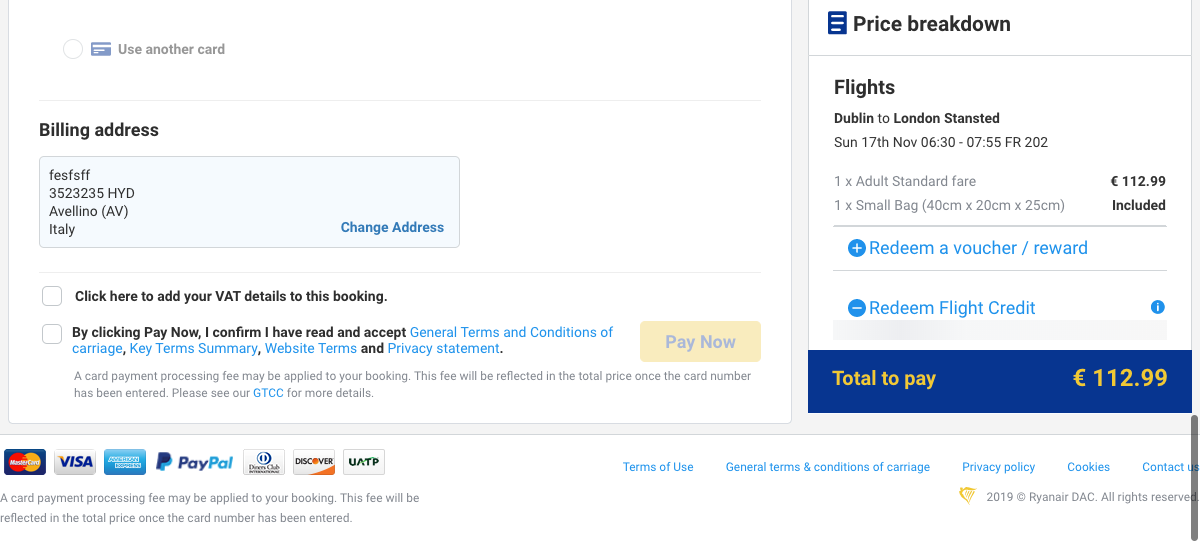 Use another card
Billing address
fesfsff
3523235 HYD
Avellino (AV)
Italy
Change Address
Click here to add your VAT details to this booking.
By clicking Pay Now, I confirm I have read and accept General Terms and Conditions of
carriage, Key Terms Summary, Website Terms and Privacy statement.
Pay Now
A card payment processing fee may be applied to your booking. This fee will be reflected in the total price once the card number
has been entered. Please see our GTCC for more details.
Price breakdown
Flights
Dublin to London Stansted
Sun 17th Nov 06:30 - 07:55 FR 202
1 x Adult Standard fare € 112.99
1 x Small Bag (40cm x 20cm x 25cm) Included
Redeem a voucher / reward
Redeem Flight Credit
Total to pay € 112.99
MasterCard VISA AMERICAN EXPRESS PayPal Diners Club INTERNATIONAL DISCOVER UATP
A card payment processing fee may be applied to your booking. This fee will be
reflected in the total price once the card number has been entered.
Terms of Use General terms & conditions of carriage Privacy policy Cookies Contact us
2019 © Ryanair DAC. All rights reserved.